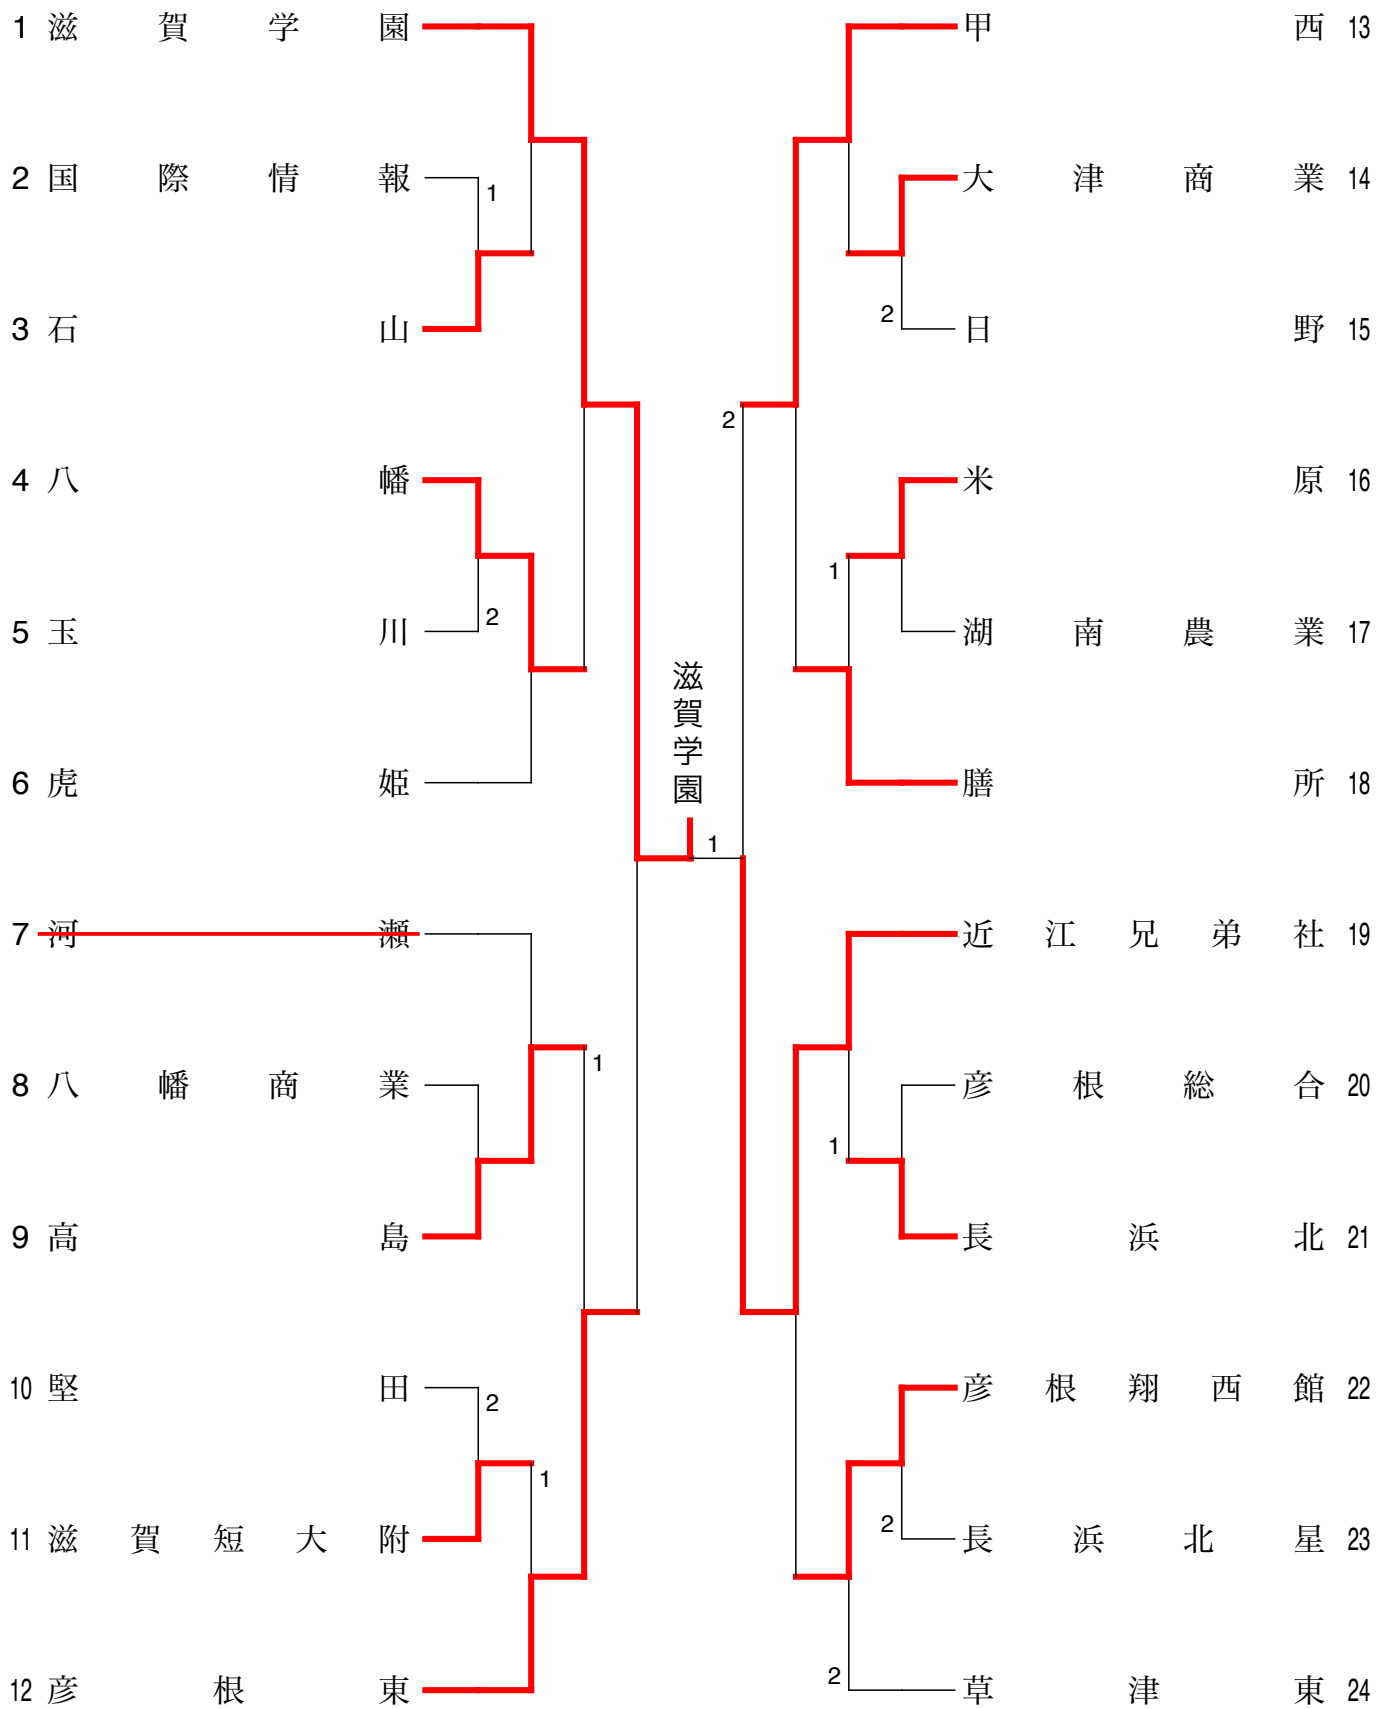 1 滋賀学園
2 国際情報
1
3 石山
4 八幡
5 玉川
2
6 虎姫
7 河瀬
8 八幡商業
1
9 高島
10 堅田
2
11 滋賀短大附
1
12 彦根東
滋賀学園
1
甲西 13
大津商業 14
2
日野 15
2
米原 16
1
湖南農業 17
膳所 18
近江兄弟社 19
彦根総合 20
1
長浜北 21
彦根翔西館 22
2
長浜北星 23
2
草津東 24